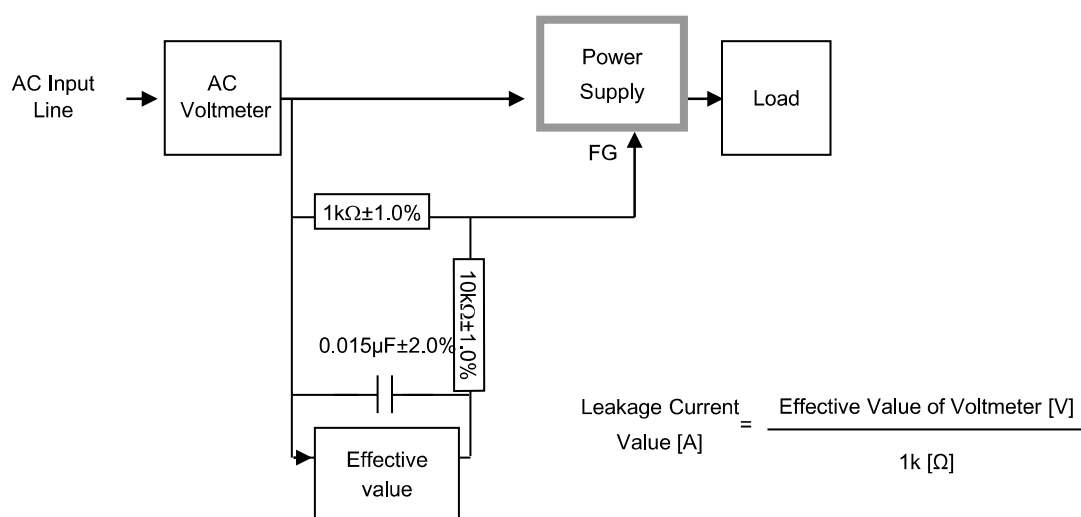 AC Input
Line
AC
Voltmeter
Power
Supply
Load
FG
1kΩ±1.0%
10kΩ±1.0%
0.015µF±2.0%
Effective
value
Leakage Current
Value [A]
=
Effective Value of Voltmeter [V]
1k [Ω]